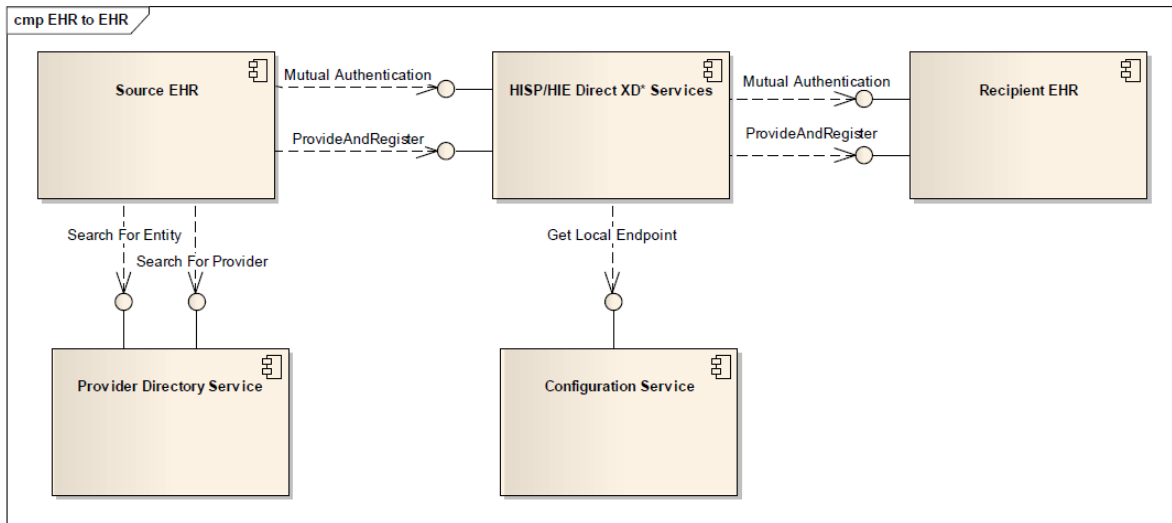 cmp EHR to EHR
Source EHR
Mutual Authentication
HISP/HIE Direct XD* Services
Mutual Authentication
Recipient EHR
ProvideAndRegister
ProvideAndRegister
Search For Entity
Search For Provider
Get Local Endpoint
Provider Directory Service
Configuration Service